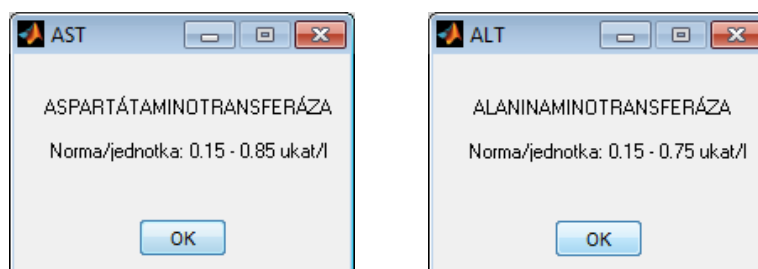 AST
ASPARTÁTAMINOTRANSFERÁZA
Norma/jednotka: 0.15 - 0.85 ukat/l
OK
ALT
ALANINAMINOTRANSFERÁZA
Norma/jednotka: 0.15 - 0.75 ukat/l
OK